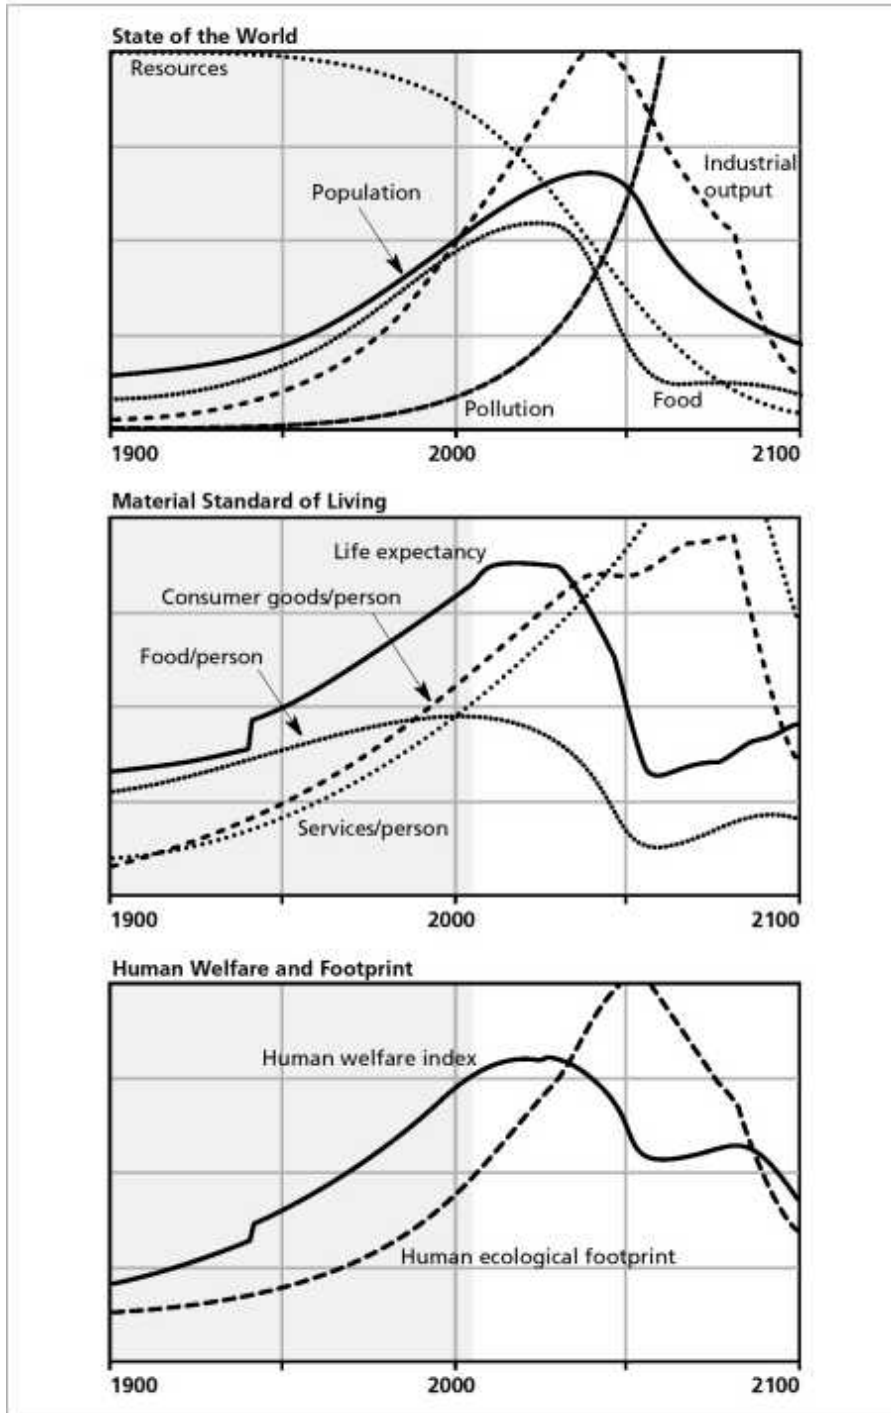 State of the World
Resources
Population
Industrial
output
Pollution
Food
1900
2000
2100
Material Standard of Living
Life expectancy
Consumer goods/person
Food/person
Services/person
1900
2000
2100
Human Welfare and Footprint
Human welfare index
Human ecological footprint
1900
2000
2100